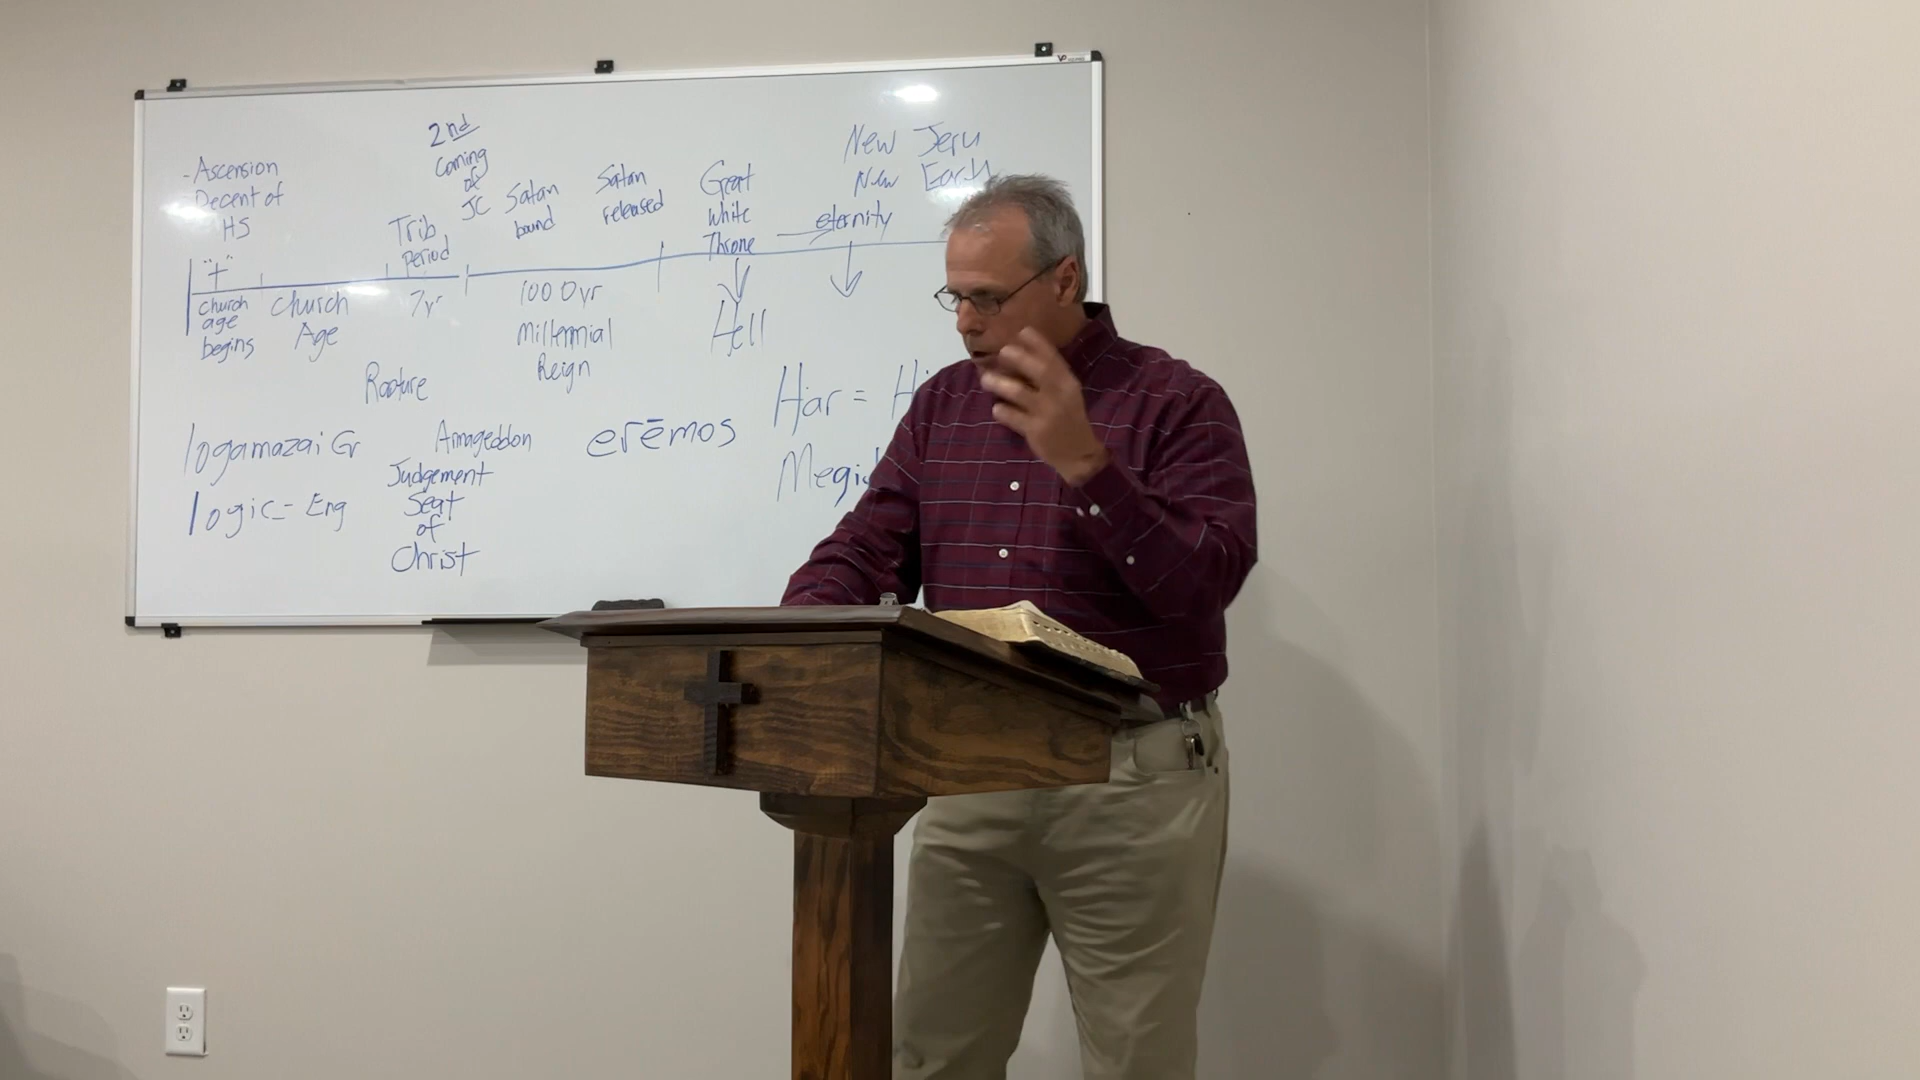 - Ascension
Decent of
HS
"†"
church
age
begins
Church
Age
Trib
Period
7yr
Rapture
2nd
Coming
of
JC
Satan
bound
Satan
released
1000yr
Millennial
Reign
Great
White
Throne
Hell
New Jeru
New Earth
eternity
logamazai Gr
logic = Eng
Armageddon
Judgement
Seat
of
Christ
erēmos
Har =